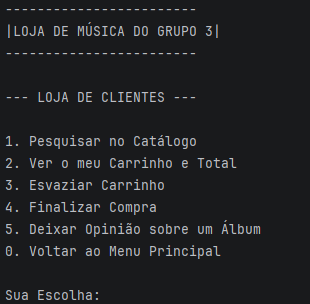 ------------------------
|LOJA DE MÚSICA DO GRUPO 3|
------------------------
--- LOJA DE CLIENTES ---
1. Pesquisar no Catálogo
2. Ver o meu Carrinho e Total
3. Esvaziar Carrinho
4. Finalizar Compra
5. Deixar Opinião sobre um Álbum
0. Voltar ao Menu Principal
Sua Escolha: